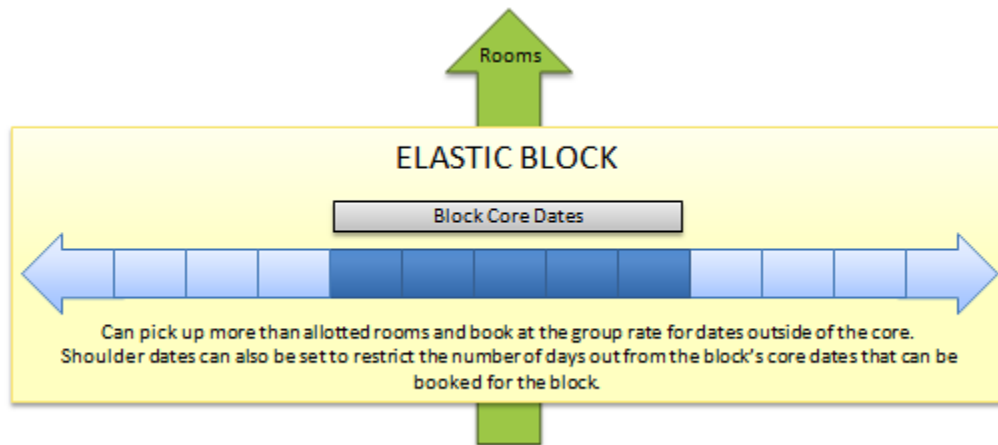 Rooms
ELASTIC BLOCK
Block Core Dates
Can pick up more than allotted rooms and book at the group rate for dates outside of the core.
Shoulder dates can also be set to restrict the number of days out from the block's core dates that can be
booked for the block.